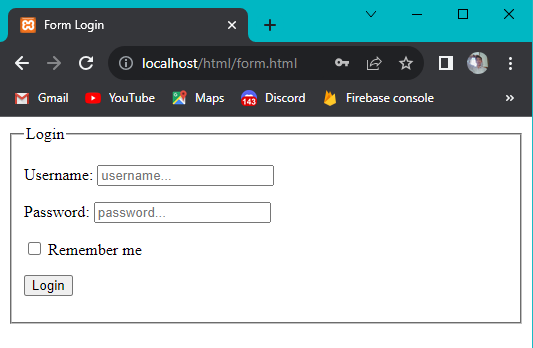 Form Login
localhost/html/form.html
Gmail YouTube Maps 143 Discord Firebase console »
Login
Username: username...
Password: password...
Remember me
Login